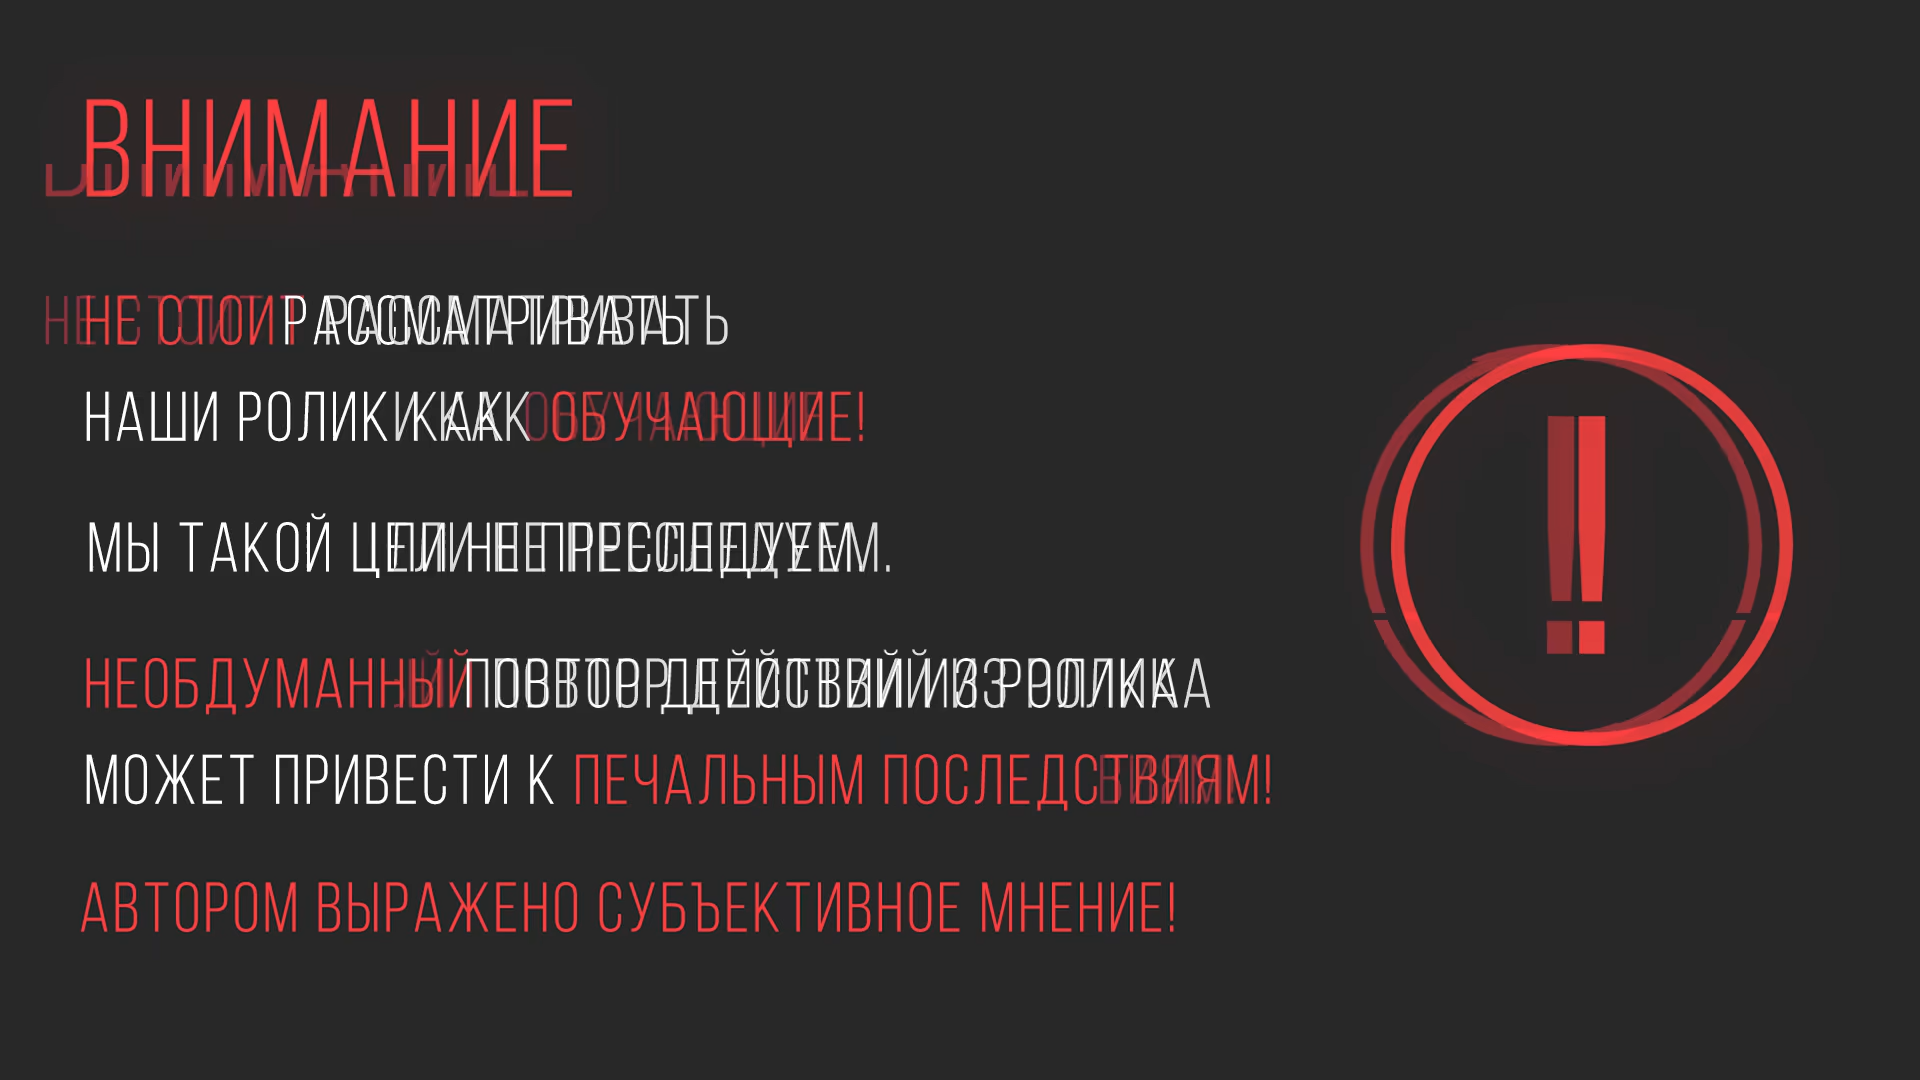 ВНИМАНИЕ
НЕ СТОИТ РАССМАТРИВАТЬ
НАШИ РОЛИКИ КАК ОБУЧАЮЩИЕ!
МЫ ТАКОЙ ЦЕЛИ НЕ ПРЕСЛЕДУЕМ.
НЕОБДУМАННЫЙ ПОВТОР ДЕЙСТВИЙ ИЗ РОЛИКА
МОЖЕТ ПРИВЕСТИ К ПЕЧАЛЬНЫМ ПОСЛЕДСТВИЯМ!
АВТОРОМ ВЫРАЖЕНО СУБЪЕКТИВНОЕ МНЕНИЕ!